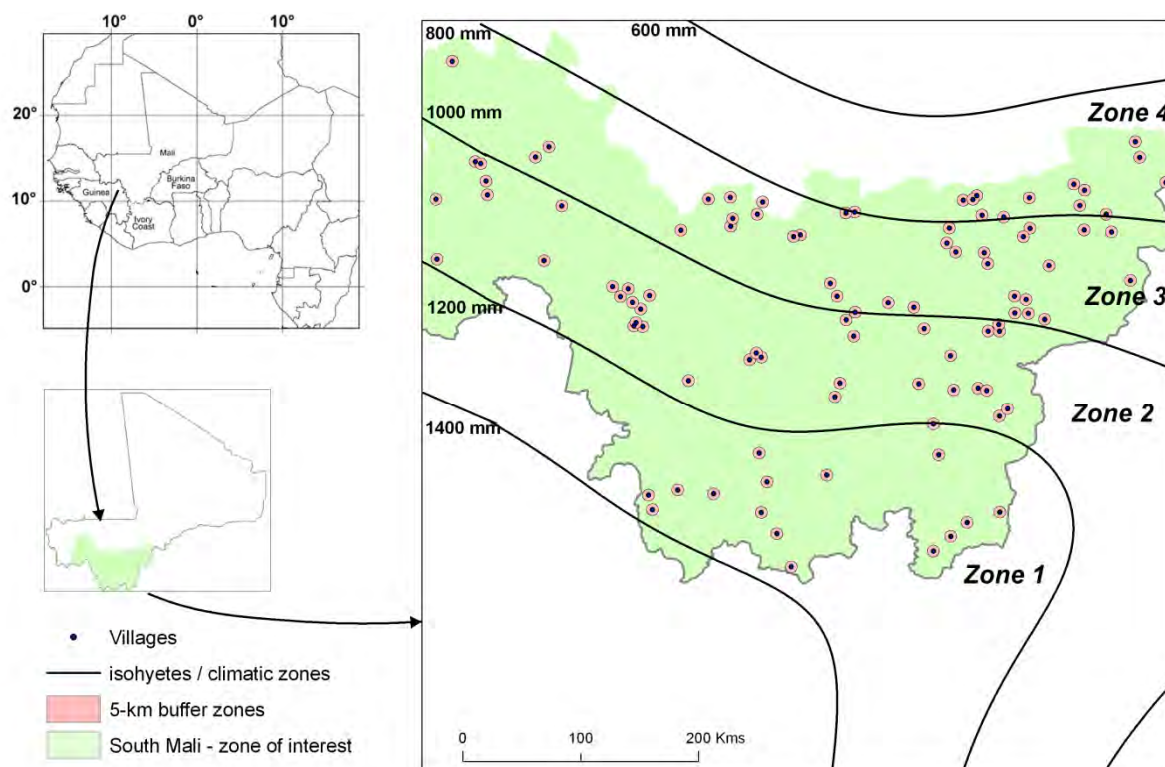 10° 0° 10°
20°
Mali
Burkina
Faso
Guinea
10°
Ivory
Coast
0°
Villages
isohyetes / climatic zones
5-km buffer zones
South Mali - zone of interest
600 mm
800 mm
Zone 4
1000 mm
Zone 3
1200 mm
Zone 2
1400 mm
Zone 1
0 100 200 Kms